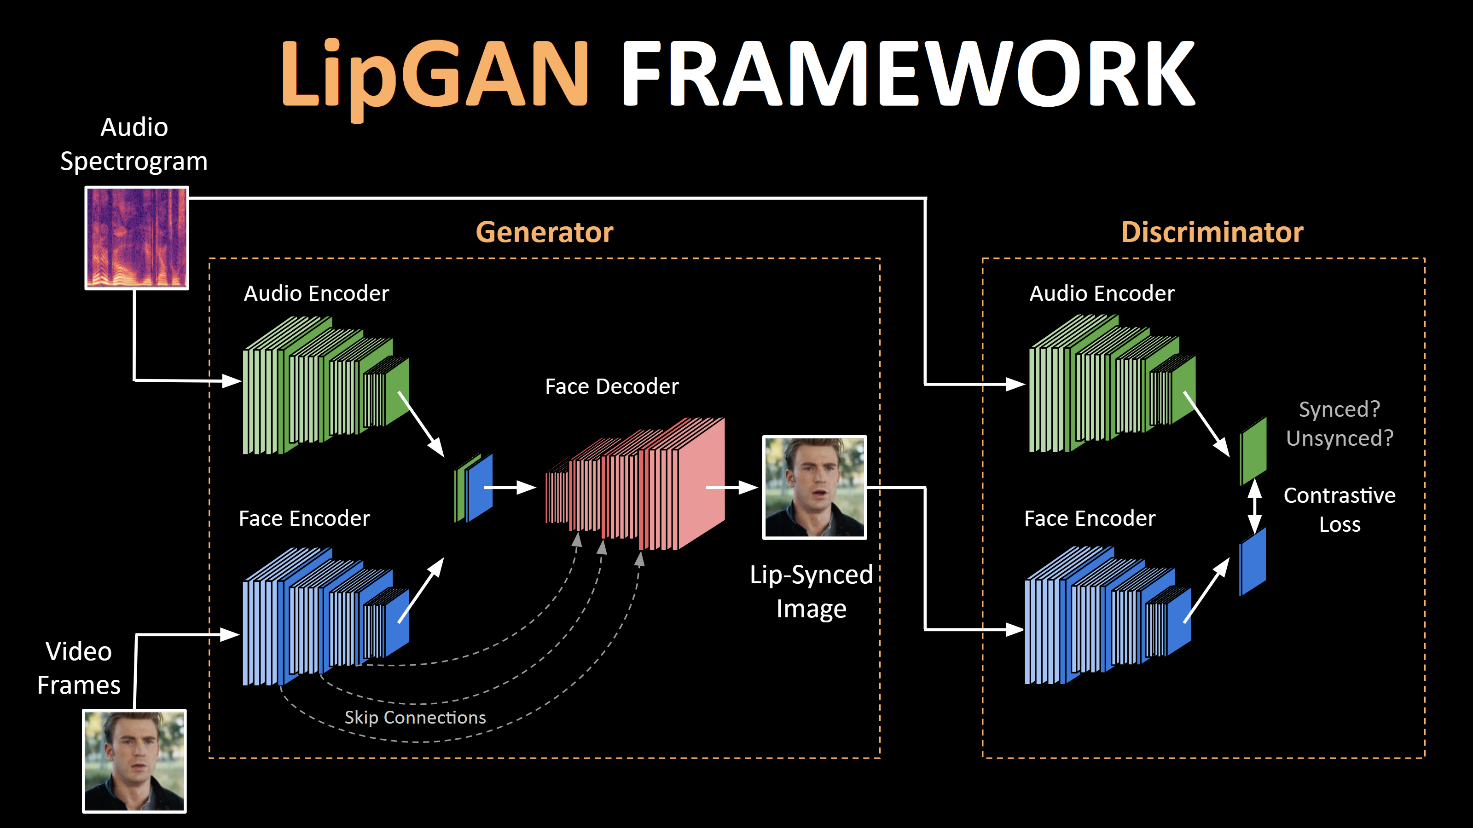 LipGAN FRAMEWORK
Audio
Spectrogram
Generator
Discriminator
Audio Encoder
Face Decoder
Face Encoder
Skip Connections
Lip-Synced
Image
Video
Frames
Audio Encoder
Synced?
Unsynced?
Contrastive
Loss
Face Encoder